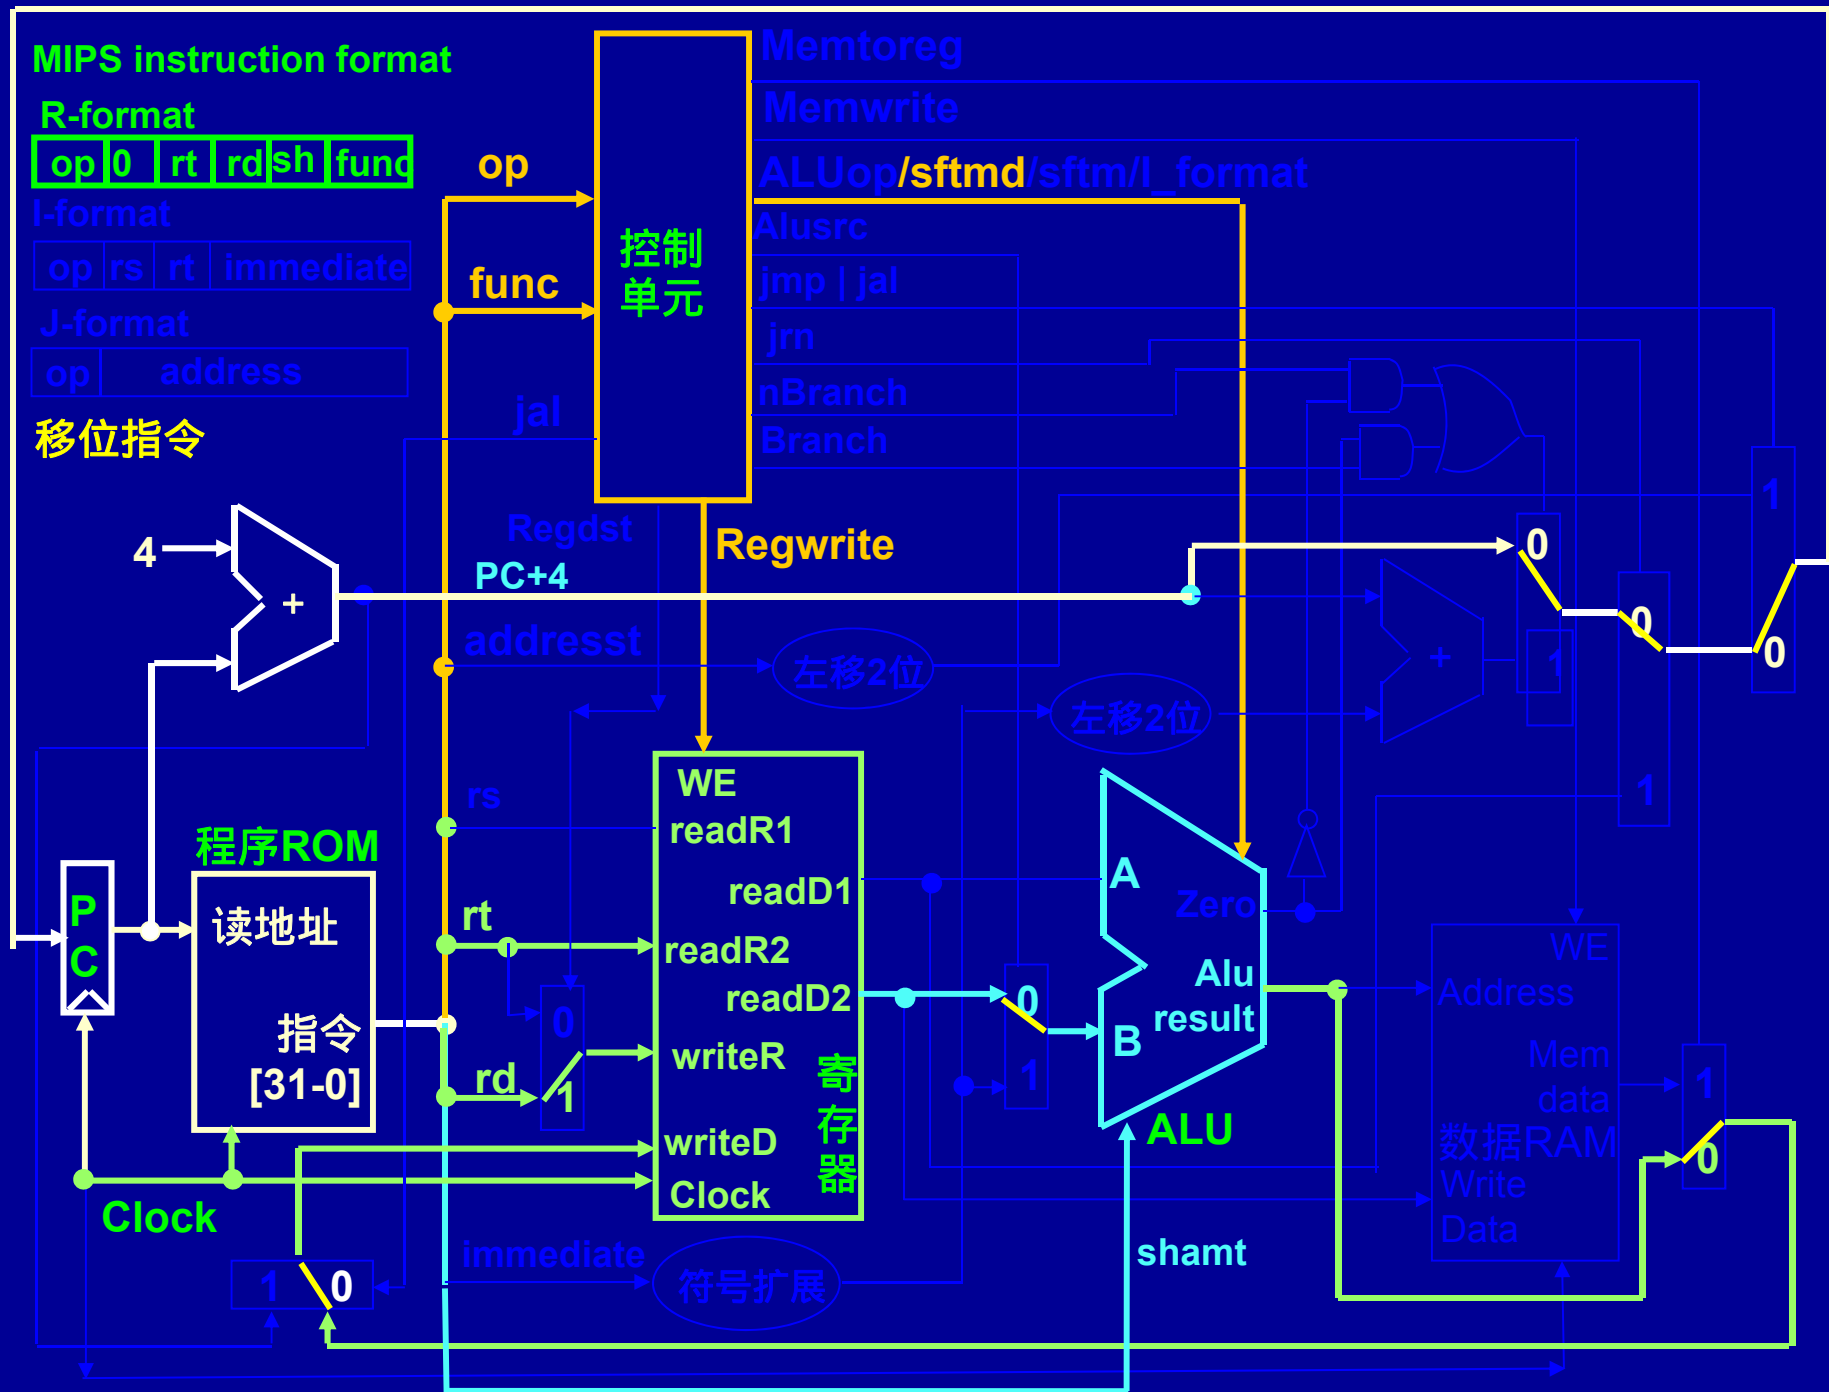 MIPS instruction format
R-format
op 0 rt rd sh func
I-format
op rs rt immediate
J-format
op address
移位指令
op
func
jal
控制
单元
Memtoreg
Memwrite
ALUop/sftmd/sftm/I_format
Alusrc
jmp | jal
jrn
nBranch
Branch
Regdst
Regwrite
4
+
PC+4
addresst
左移2位
左移2位
+
0
1
0
1
1
0
rs
rt
rd
程序ROM
P
C
读地址
指令
[31-0]
Clock
WE
readR1
readD1
readR2
readD2
writeR
writeD
Clock
寄
存
器
0
1
0
1
A
B
Zero
Alu
result
ALU
shamt
WE
Address
Mem
data
数据RAM
Write
Data
1
0
immediate
符号扩展
1 0